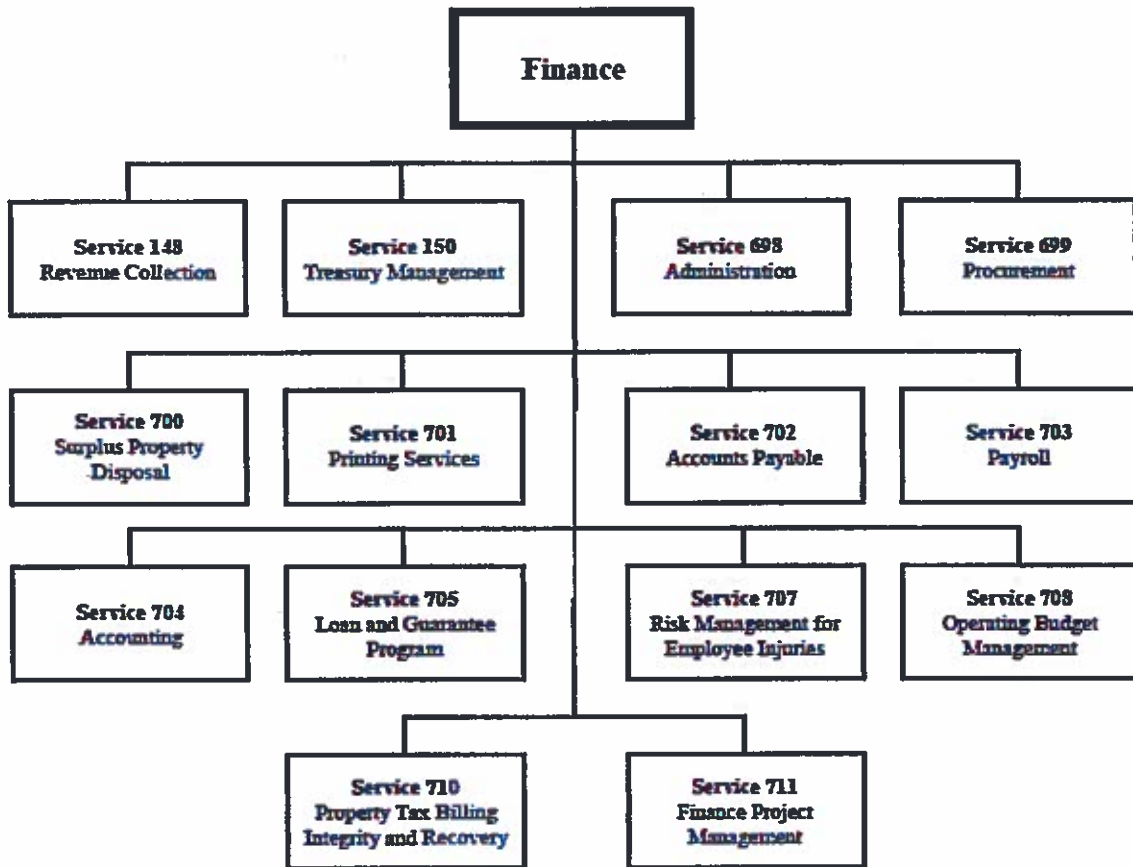 Finance
Service 148
Revenue Collection
Service 150
Treasury Management
Service 698
Administration
Service 699
Procurement
Service 700
Surplus Property
Disposal
Service 701
Printing Services
Service 702
Accounts Payable
Service 703
Payroll
Service 704
Accounting
Service 705
Loan and Guarantee
Program
Service 707
Risk Management for
Employee Injuries
Service 708
Operating Budget
Management
Service 710
Property Tax Billing
Integrity and Recovery
Service 711
Finance Project
Management